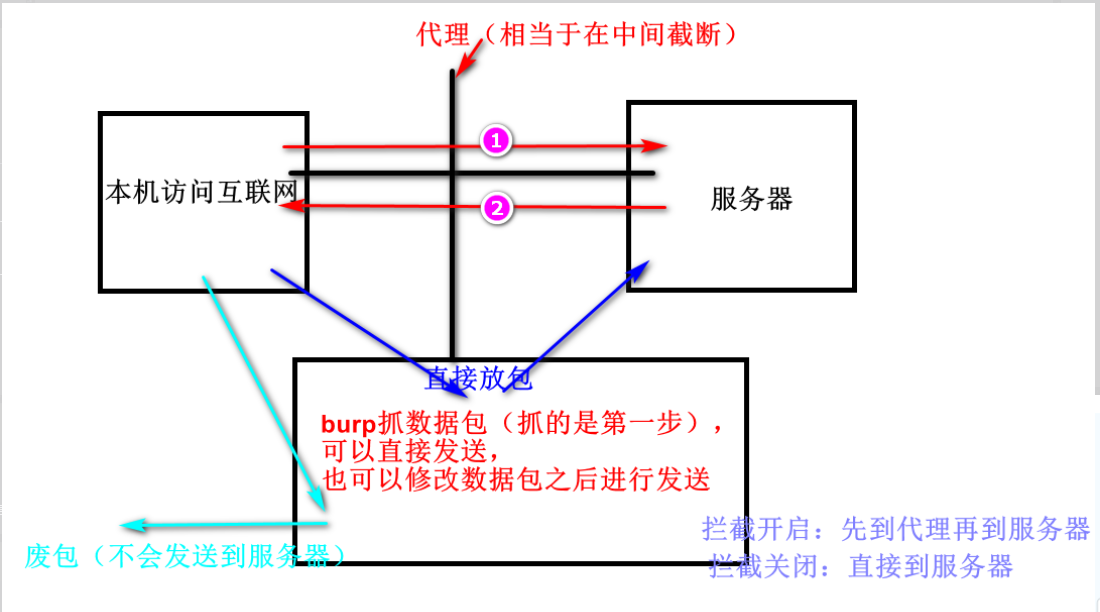 代理（相当于在中间截断）
1
本机访问互联网
服务器
2
直接放包
burp抓数据包（抓的是第一步），
可以直接发送，
也可以修改数据包之后进行发送
废包（不会发送到服务器）
拦截开启：先到代理再到服务器
拦截关闭：直接到服务器